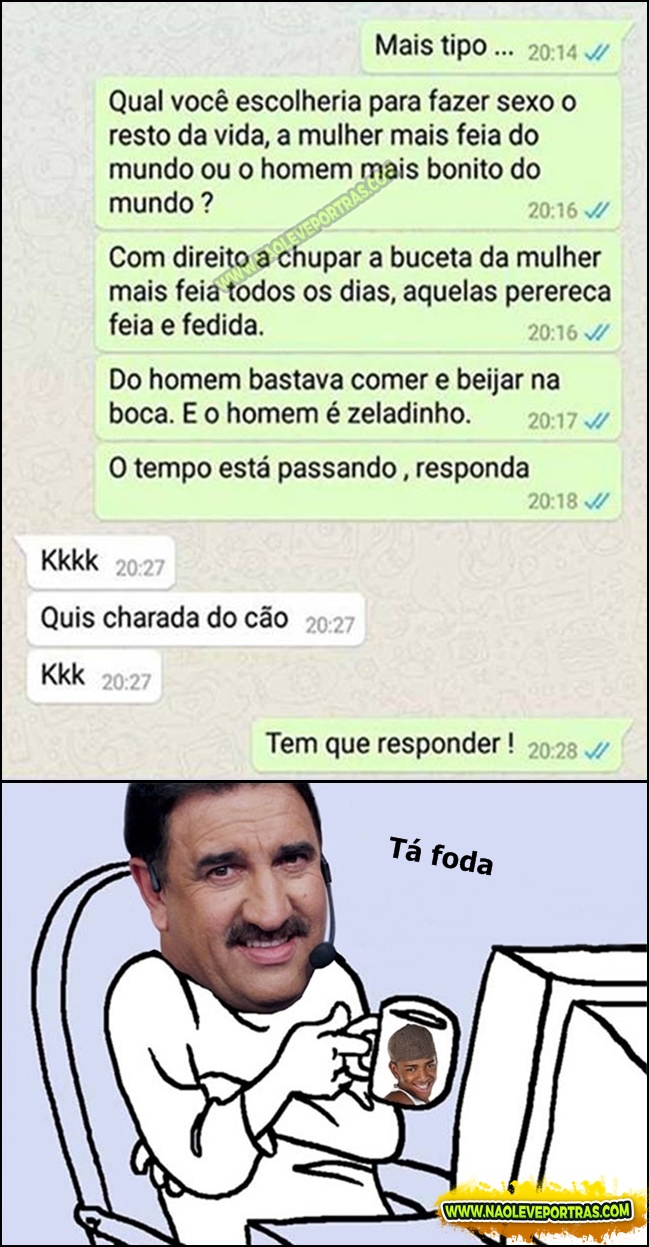 Mais tipo ... 20:14
Qual você escolheria para fazer sexo o
resto da vida, a mulher mais feia do
mundo ou o homem mais bonito do
mundo ? 20:16
WWW.NAOLEVEPORTRAS.COM
Com direito a chupar a buceta da mulher
mais feia todos os dias, aquelas perereca
feia e fedida. 20:16
Do homem bastava comer e beijar na
boca. E o homem é zeladinho. 20:17
O tempo está passando , responda
20:18
Kkkk 20:27
Quis charada do cão 20:27
Kkk 20:27
Tem que responder ! 20:28
Tá foda
WWW.NAOLEVEPORTRAS.COM